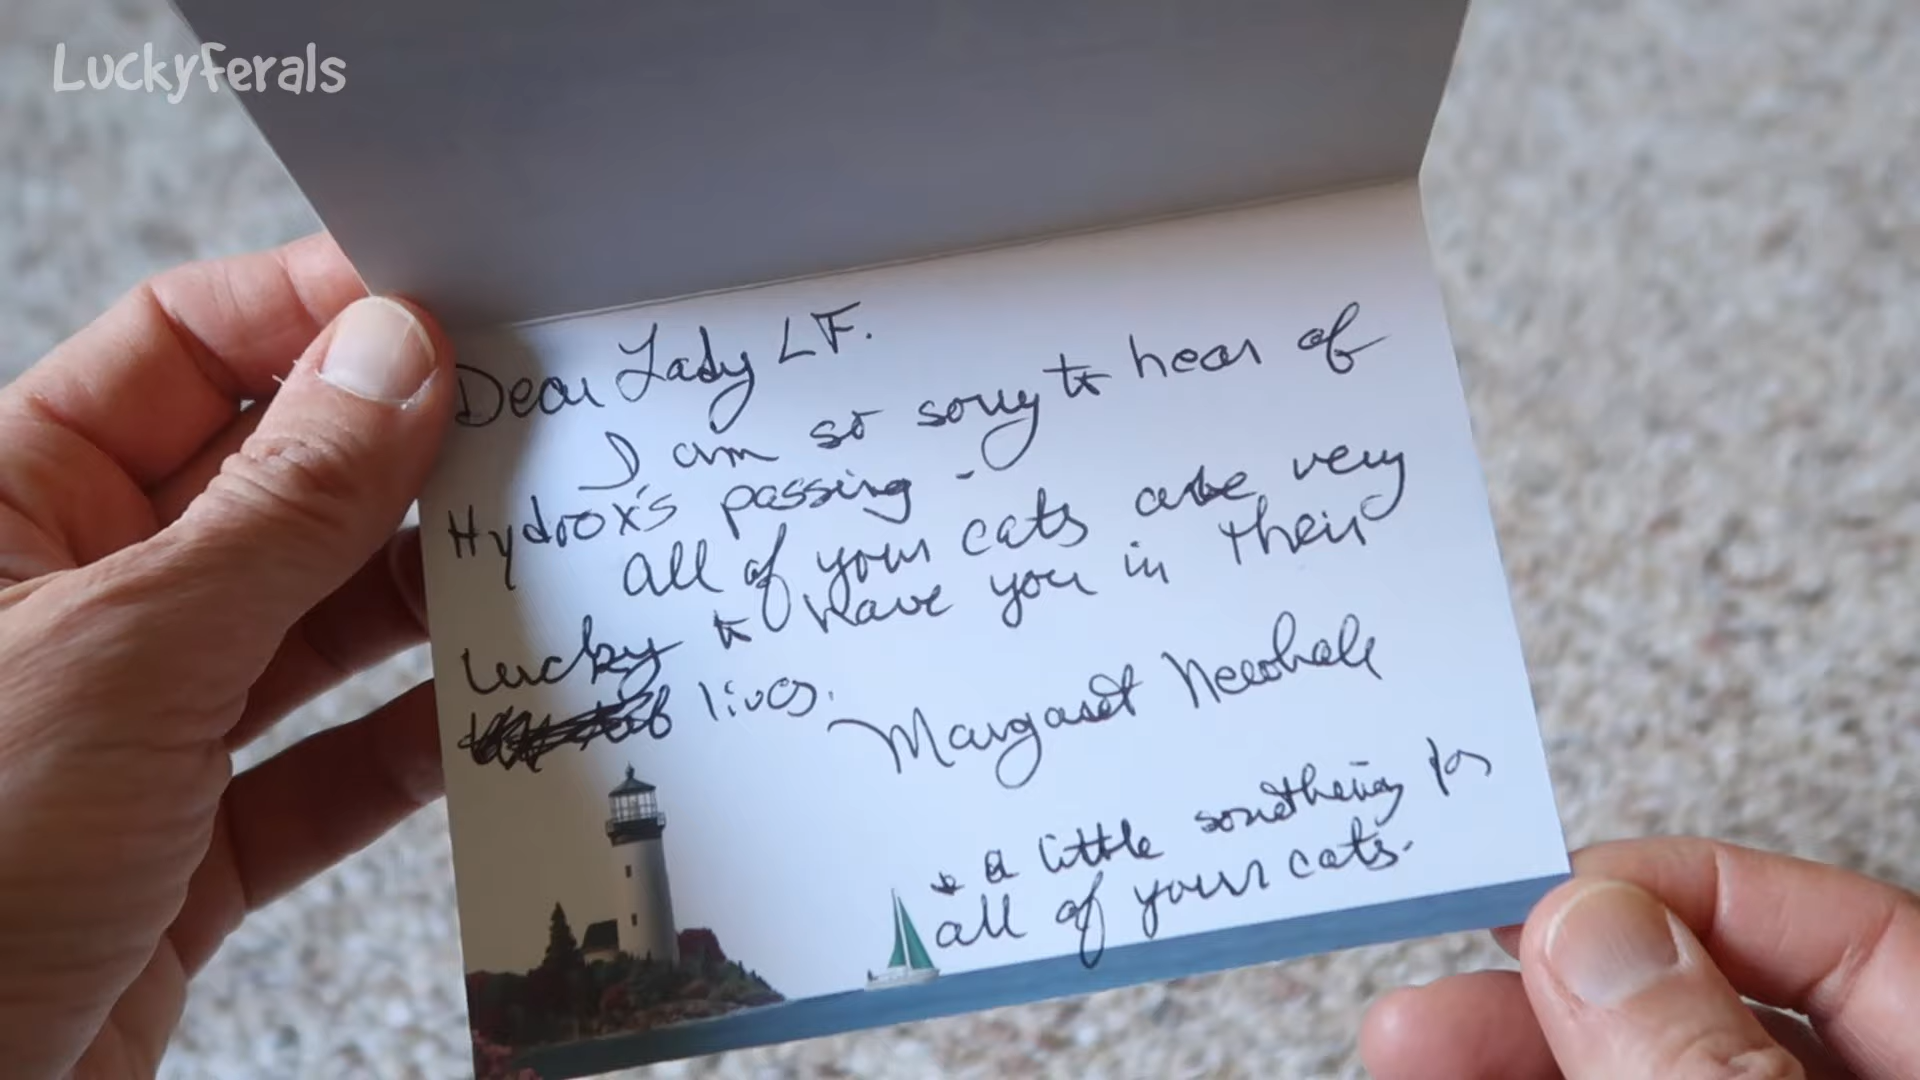 Luckyferals
Dear Lady LF.
I am so sorry to hear of
Hydrox's passing -
All of your cats are very
lucky to have you in their
lives.
Margaret
* a little something for
all of your cats.